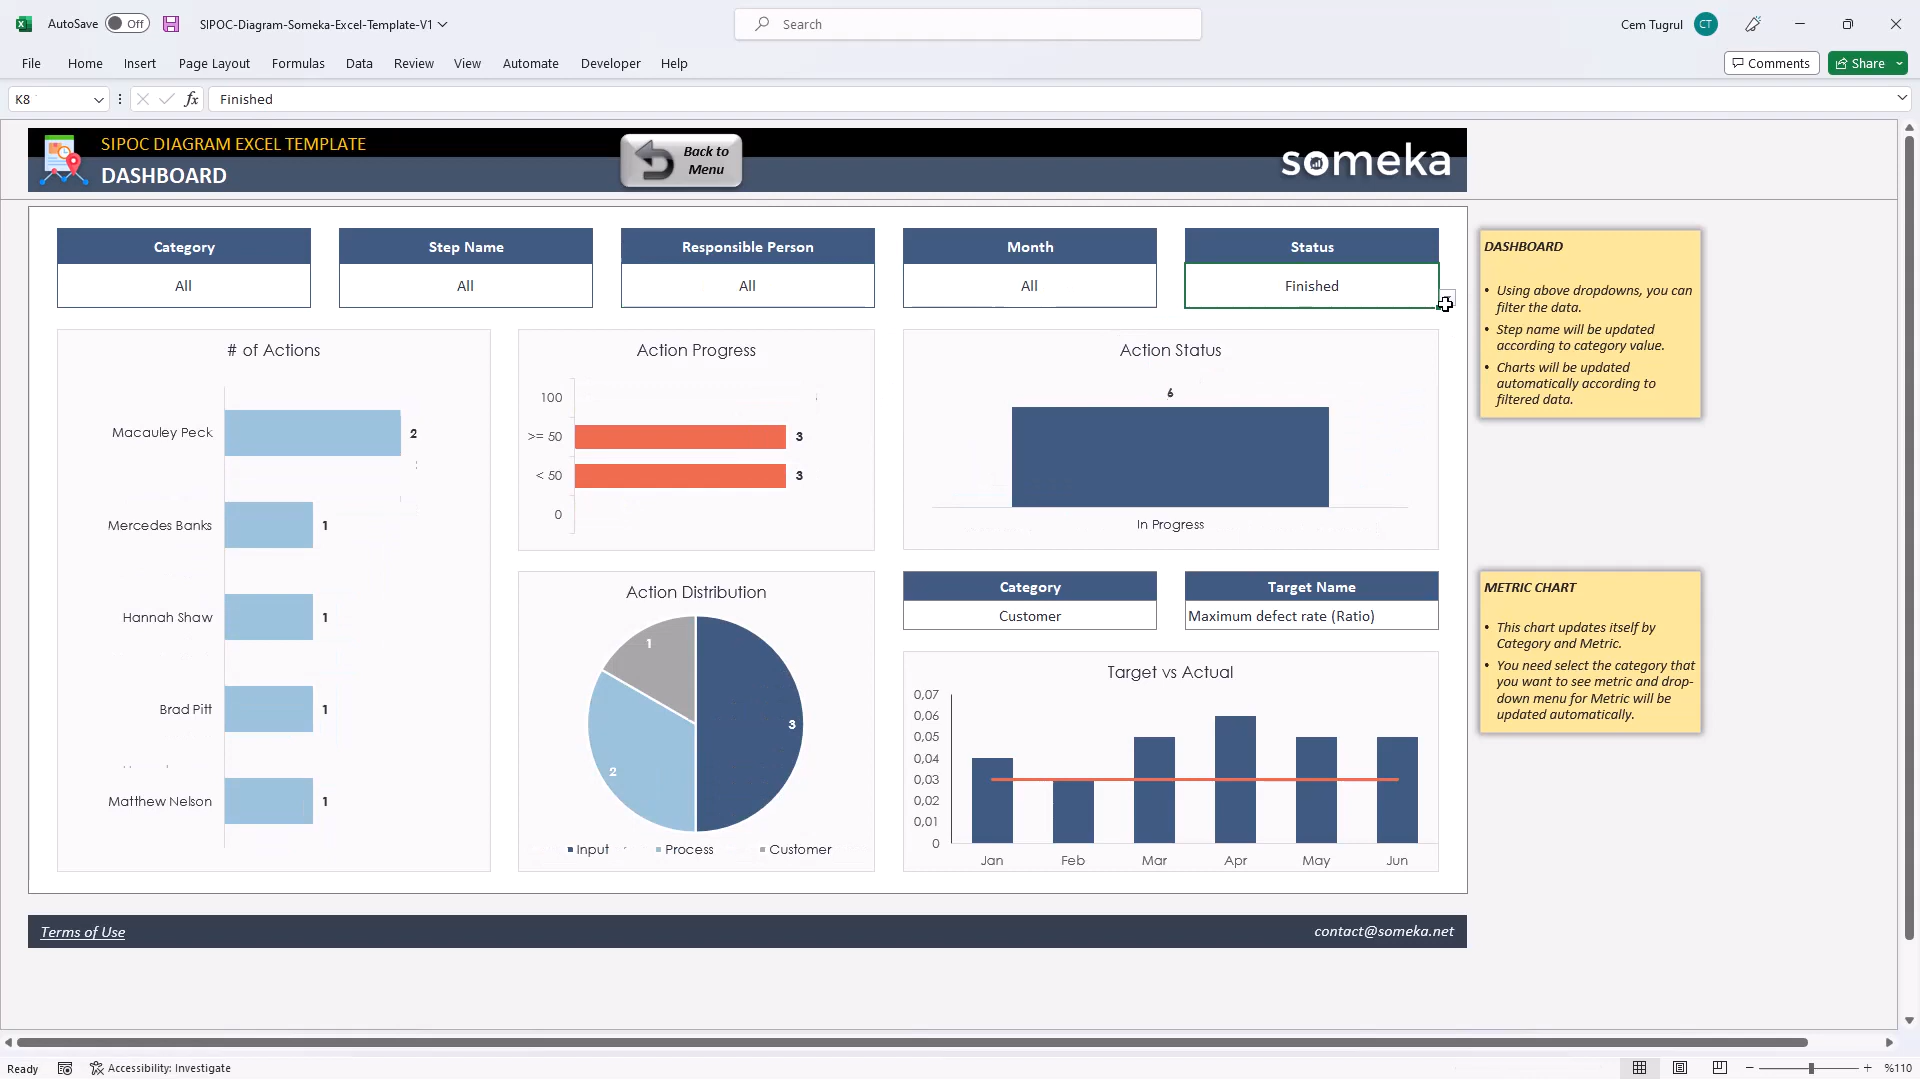 AutoSave Off SIPOC-Diagram-Someka-Excel-Template-V1 Search Cem Tugrul CT
File Home Insert Page Layout Formulas Data Review View Automate Developer Help Comments Share
K8 fx Finished
SIPOC DIAGRAM EXCEL TEMPLATE
DASHBOARD
Back to
Menu
someka
Category Step Name Responsible Person Month Status
All All All All Finished
# of Actions
Macauley Peck 2
Mercedes Banks 1
Hannah Shaw 1
Brad Pitt 1
Matthew Nelson 1
Action Progress
100
>= 50 3
< 50 3
0
Action Status
6
In Progress
Action Distribution
1
3
2
Input Process Customer
Category Target Name
Customer Maximum defect rate (Ratio)
Target vs Actual
0,07
0,06
0,05
0,04
0,03
0,02
0,01
0
Jan Feb Mar Apr May Jun
DASHBOARD
• Using above dropdowns, you can
filter the data.
• Step name will be updated
according to category value.
• Charts will be updated
automatically according to
filtered data.
METRIC CHART
• This chart updates itself by
Category and Metric.
• You need select the category that
you want to see metric and drop-
down menu for Metric will be
updated automatically.
Terms of Use contact@someka.net
Ready Accessibility: Investigate %110